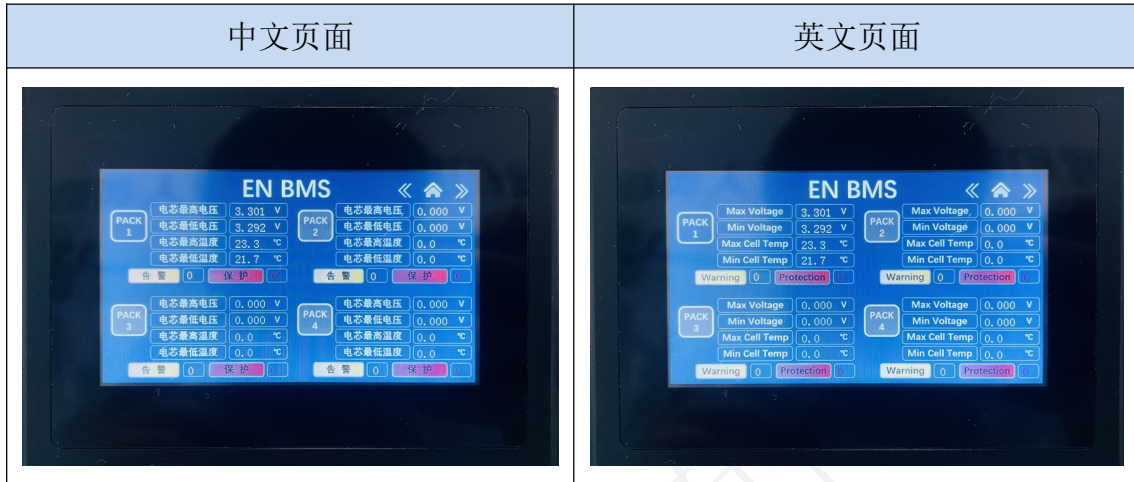 中文页面
英文页面
EN BMS
PACK 1
电芯最高电压 3.301 V
电芯最低电压 3.292 V
电芯最高温度 23.3 ℃
电芯最低温度 21.7 ℃
告警 0 保护 0
PACK 2
电芯最高电压 0.000 V
电芯最低电压 0.000 V
电芯最高温度 0.0 ℃
电芯最低温度 0.0 ℃
告警 0 保护 0
PACK 3
电芯最高电压 0.000 V
电芯最低电压 0.000 V
电芯最高温度 0.0 ℃
电芯最低温度 0.0 ℃
告警 0 保护 0
PACK 4
电芯最高电压 0.000 V
电芯最低电压 0.000 V
电芯最高温度 0.0 ℃
电芯最低温度 0.0 ℃
告警 0 保护
EN BMS
PACK 1
Max Voltage 3.301 V
Min Voltage 3.292 V
Max Cell Temp 23.3 ℃
Min Cell Temp 21.7 ℃
Warning 0 Protection 0
PACK 2
Max Voltage 0.000 V
Min Voltage 0.000 V
Max Cell Temp 0.0 ℃
Min Cell Temp 0.0 ℃
Warning 0 Protection 0
PACK 3
Max Voltage 0.000 V
Min Voltage 0.000 V
Max Cell Temp 0.0 ℃
Min Cell Temp 0.0 ℃
Warning 0 Protection 0
PACK 4
Max Voltage 0.000 V
Min Voltage 0.000 V
Max Cell Temp 0.0 ℃
Min Cell Temp 0.0 ℃
Warning 0 Protection 0